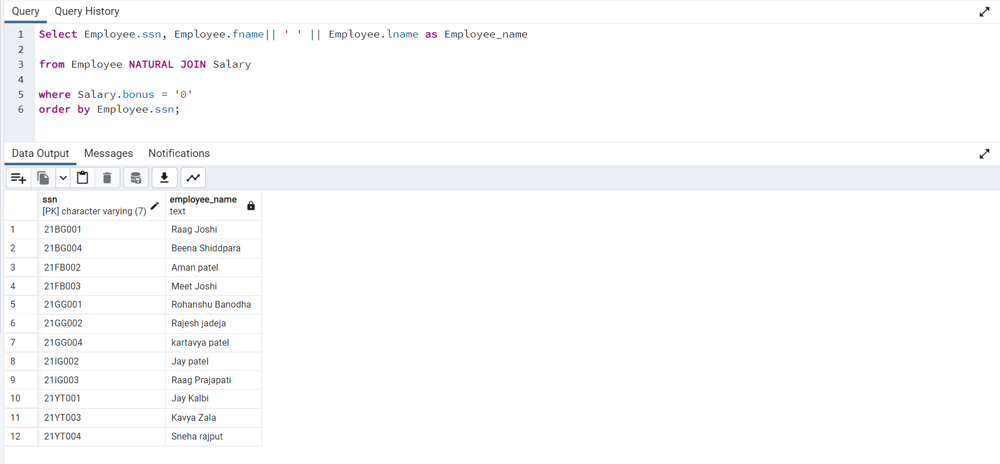 Query Query History
1 Select Employee.ssn, Employee.fname|| ' ' || Employee.lname as Employee_name
2
3 from Employee NATURAL JOIN Salary
4
5 where Salary.bonus = '0'
6 order by Employee.ssn;
Data Output Messages Notifications
ssn employee_name
[PK] character varying (7) text
1 21BG001 Raag Joshi
2 21BG004 Beena Shiddpara
3 21FB002 Aman patel
4 21FB003 Meet Joshi
5 21GG001 Rohanshu Banodha
6 21GG002 Rajesh jadeja
7 21GG004 kartavya patel
8 21IG002 Jay patel
9 21IG003 Raag Prajapati
10 21YT001 Jay Kalbi
11 21YT003 Kavya Zala
12 21YT004 Sneha rajput